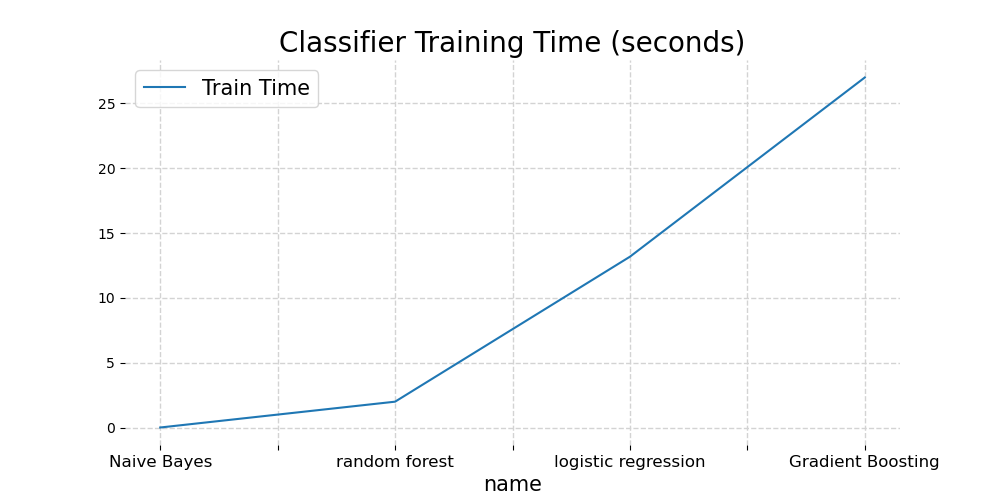 Classifier Training Time (seconds)
Train Time
25
20
15
10
5
0
Naive Bayes random forest logistic regression Gradient Boosting
name